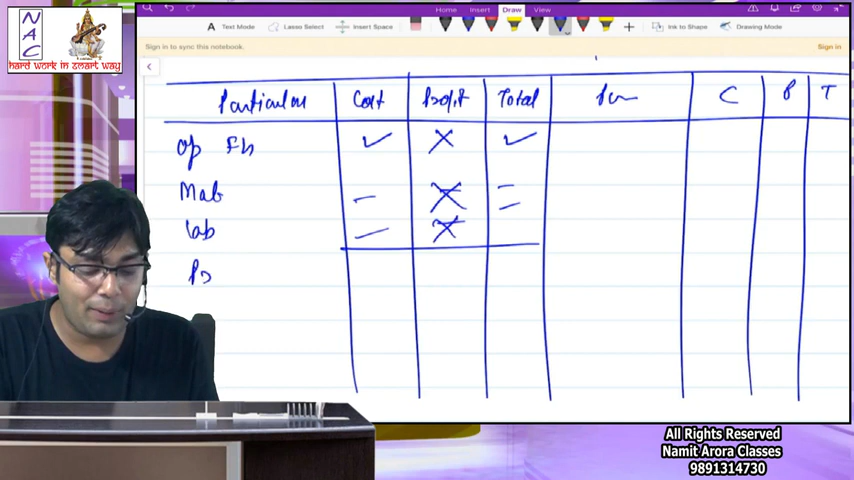 Home Insert Draw View
Text Mode Lasso Select Insert Space Ink to Shape Drawing Mode
Sign in to sync this notebook. Sign in
NAC
hard work in smart way
Particulars Cost Profit Total Par C P T
op
Mat
Lab
All Rights Reserved
Namit Arora Classes
9891314730